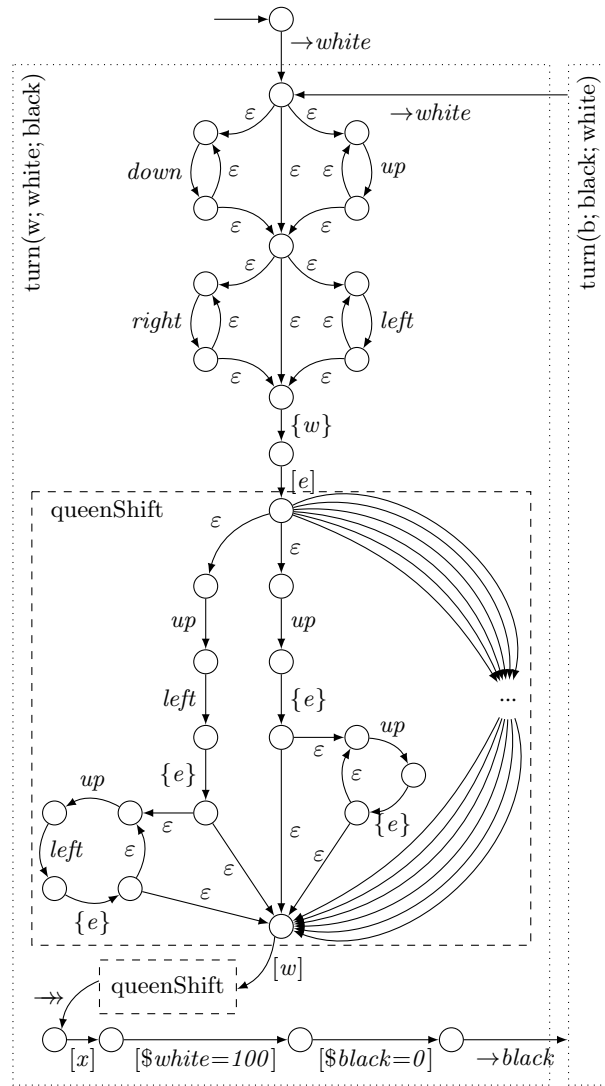 →white
turn(w; white; black)
turn(b; black; white)
→white
ε ε
down ε ε ε up
ε ε
ε ε
right ε ε ε left
ε ε
{w}
[e]
queenShift
ε ε
up up
left {e}
...
up
ε
{e} ε
up ε {e}
left ε ε ε ε
{e} ε
[w]
queenShift
↠
[x] [$white=100] [$black=0] →black